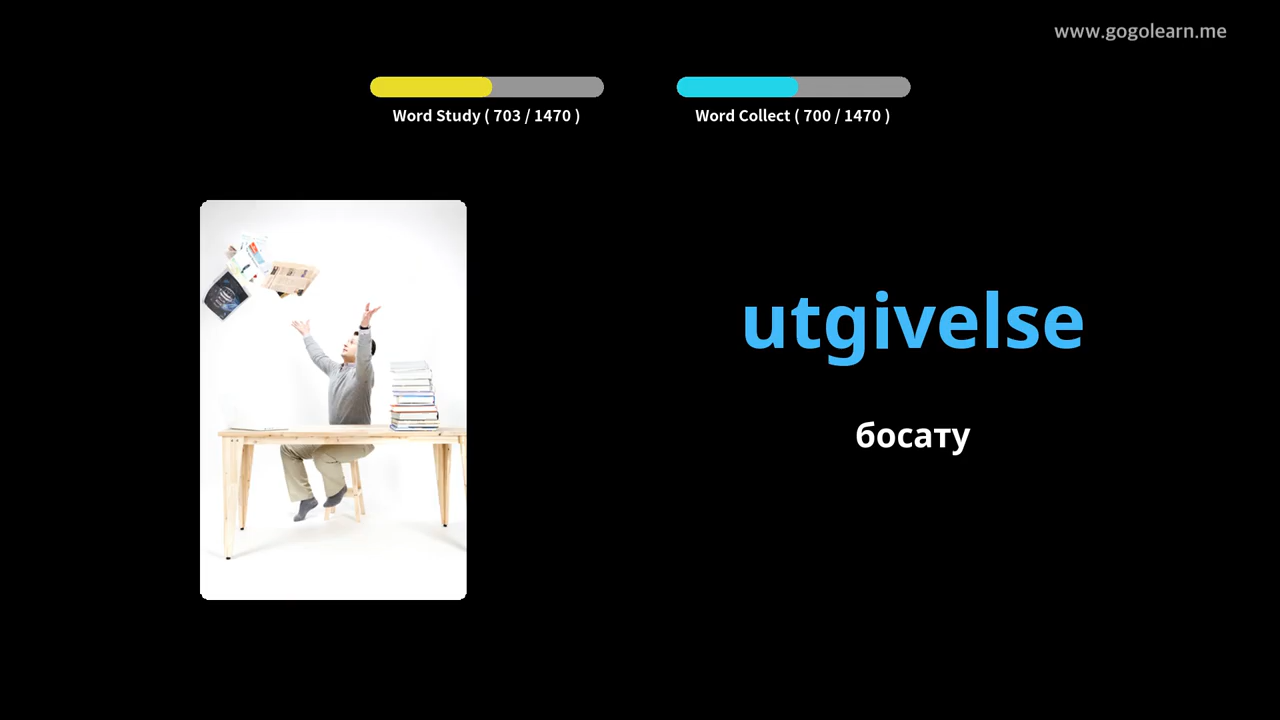 www.gogolearn.me
Word Study ( 703 / 1470 )
Word Collect ( 700 / 1470 )
utgivelse
босату